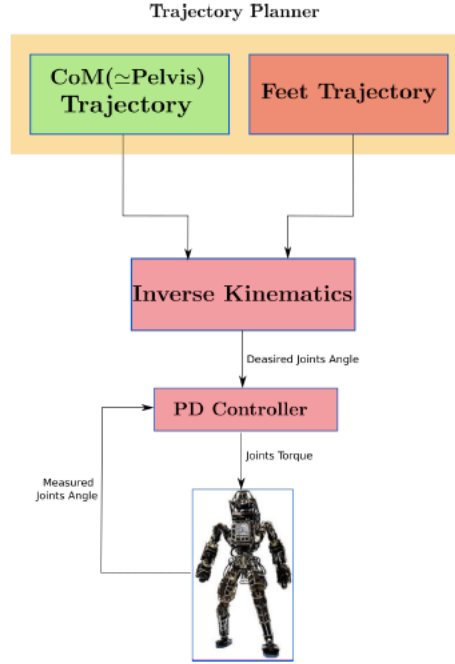 Trajectory Planner
CoM(≃Pelvis)
Trajectory
Feet Trajectory
Inverse Kinematics
Deasired Joints Angle
PD Controller
Joints Torque
Measured
Joints Angle